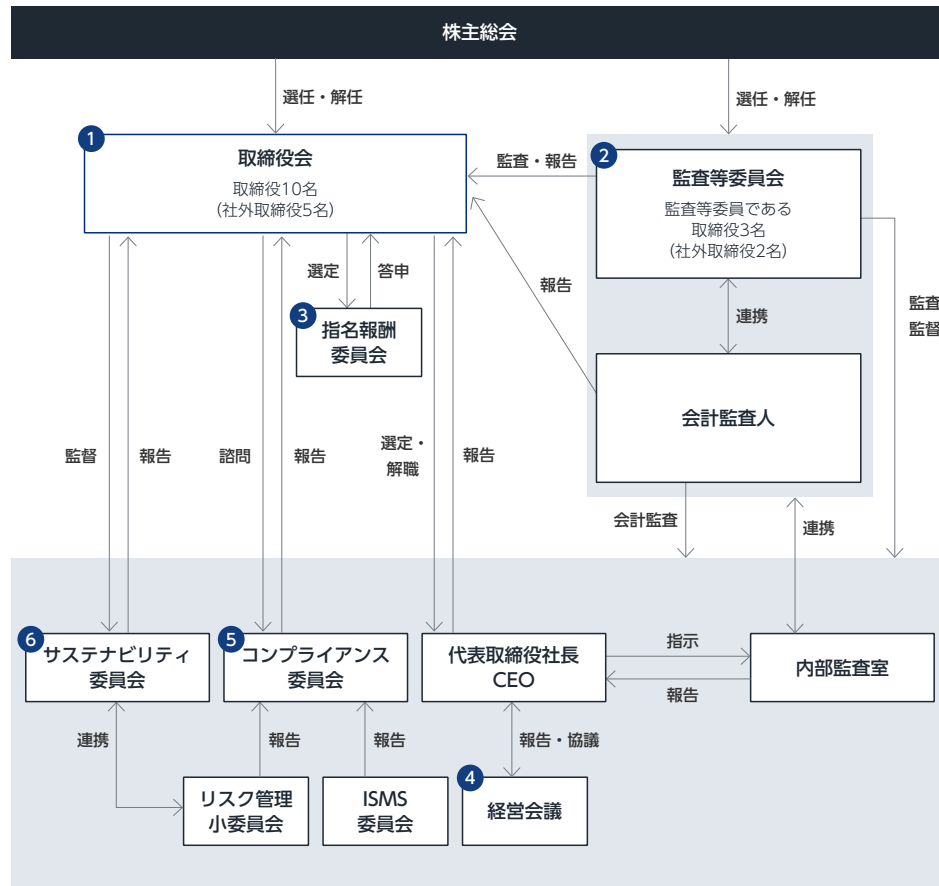 株主総会
選任・解任
選任・解任
1
取締役会
取締役10名
(社外取締役5名)
監査・報告
2
監査等委員会
監査等委員である
取締役3名
(社外取締役2名)
選定
答申
報告
連携
監査
監督
3
指名報酬
委員会
会計監査人
監督
報告
諮問
報告
選定・
解職
報告
会計監査
連携
6
サステナビリティ
委員会
5
コンプライアンス
委員会
代表取締役社長
CEO
指示
報告
内部監査室
連携
報告
報告
報告・協議
リスク管理
小委員会
ISMS
委員会
4
経営会議